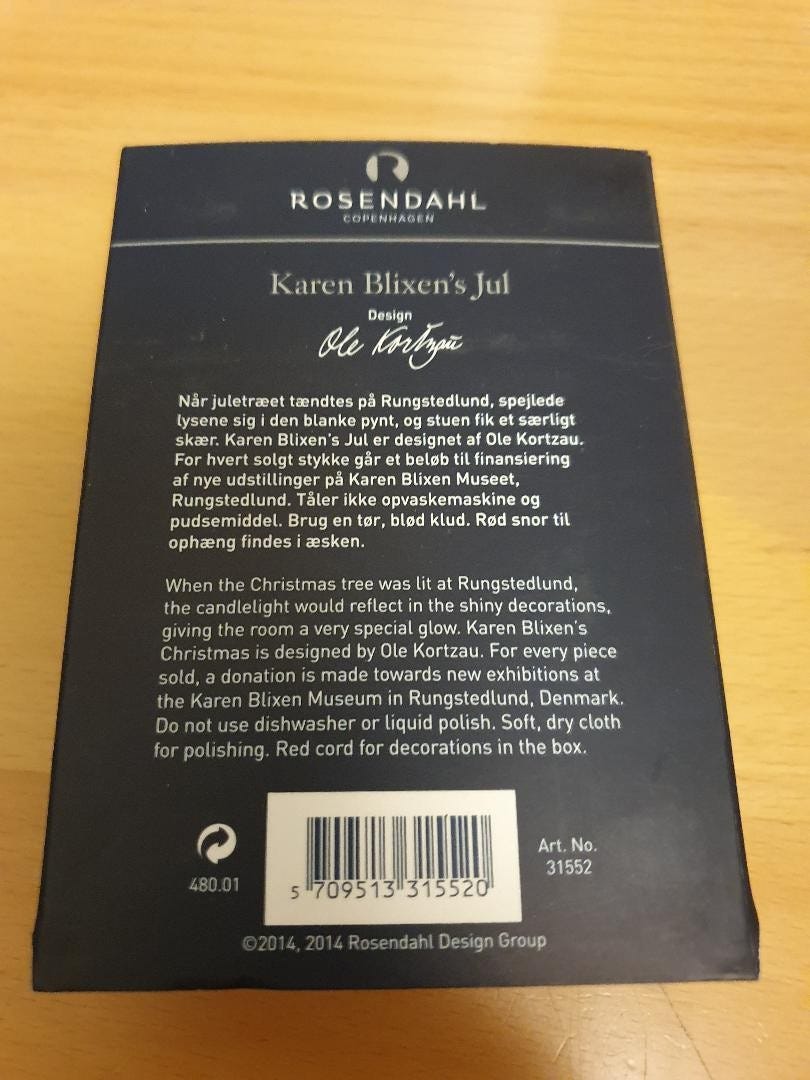 ROSENDAHL
COPENHAGEN
Karen Blixen's Jul
Design
Ole Kortzau
Når juletræet tændtes på Rungstedlund, spejlede
lysene sig i den blanke pynt, og stuen fik et særligt
skær. Karen Blixen's Jul er designet af Ole Kortzau.
For hvert solgt stykke går et beløb til finansiering
af nye udstillinger på Karen Blixen Museet,
Rungstedlund. Tåler ikke opvaskemaskine og
pudsemiddel. Brug en tør, blød klud. Rød snor til
ophæng findes i æsken.
When the Christmas tree was lit at Rungstedlund,
the candlelight would reflect in the shiny decorations,
giving the room a very special glow. Karen Blixen's
Christmas is designed by Ole Kortzau. For every piece
sold, a donation is made towards new exhibitions at
the Karen Blixen Museum in Rungstedlund, Denmark.
Do not use dishwasher or liquid polish. Soft, dry cloth
for polishing. Red cord for decorations in the box.
480.01
5 709513 315520
Art. No.
31552
©2014, 2014 Rosendahl Design Group